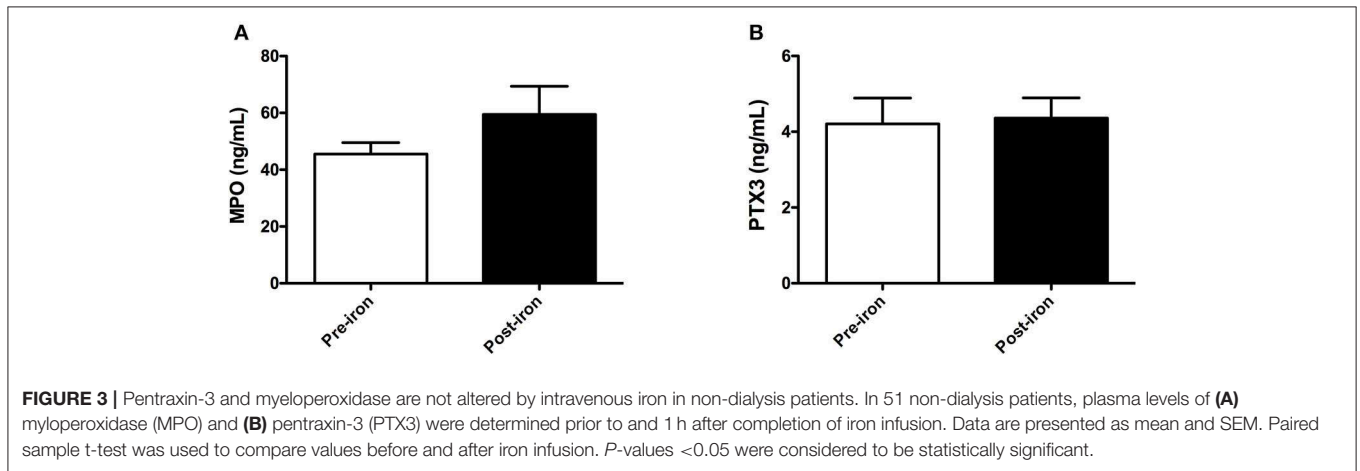 A
80
60
40
20
0
MPO (ng/mL)
Pre-iron
Post-iron
B
6
4
2
0
PTX3 (ng/mL)
Pre-iron
Post-iron
FIGURE 3 | Pentraxin-3 and myeloperoxidase are not altered by intravenous iron in non-dialysis patients. In 51 non-dialysis patients, plasma levels of (A)
myloperoxidase (MPO) and (B) pentraxin-3 (PTX3) were determined prior to and 1 h after completion of iron infusion. Data are presented as mean and SEM. Paired
sample t-test was used to compare values before and after iron infusion. P-values <0.05 were considered to be statistically significant.